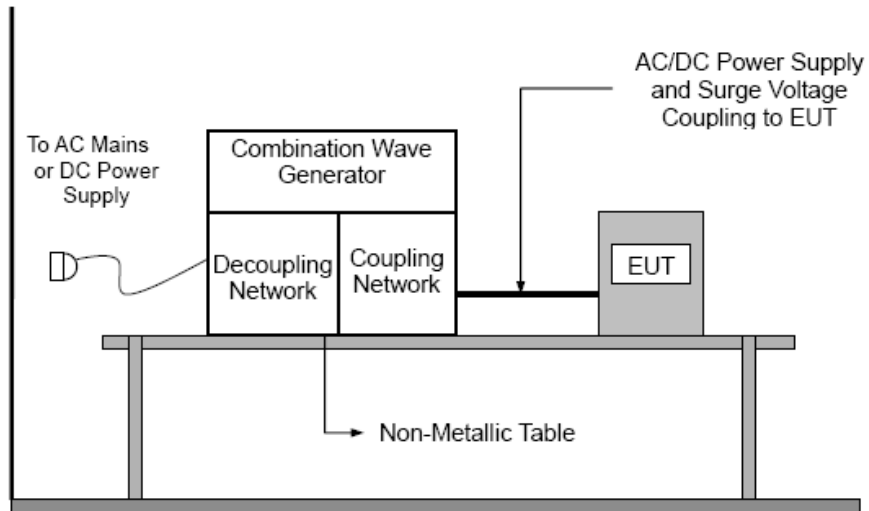 AC/DC Power Supply
and Surge Voltage
Coupling to EUT
To AC Mains
or DC Power
Supply
Combination Wave
Generator
Decoupling
Network
Coupling
Network
EUT
Non-Metallic Table